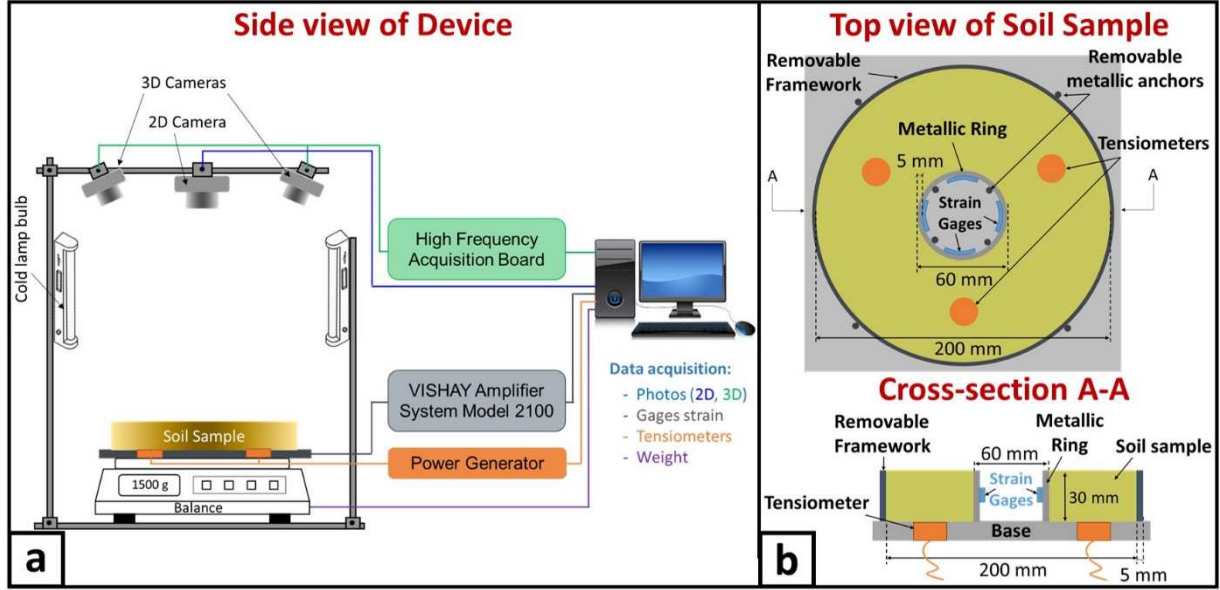 Side view of Device
3D Cameras
2D Camera
Cold lamp bulb
High Frequency
Acquisition Board
VISHAY Amplifier
System Model 2100
Power Generator
Soil Sample
1500 g
Balance
Data acquisition:
- Photos (2D, 3D)
- Gages strain
- Tensiometers
- Weight
a
Top view of Soil Sample
Removable
Framework
Removable
metallic anchors
Metallic Ring
Tensiometers
5 mm
A
A
Strain
Gages
60 mm
200 mm
Cross-section A-A
Removable
Framework
Metallic
Ring
Soil sample
60 mm
Strain
Gages
30 mm
Tensiometer
Base
200 mm
5 mm
b